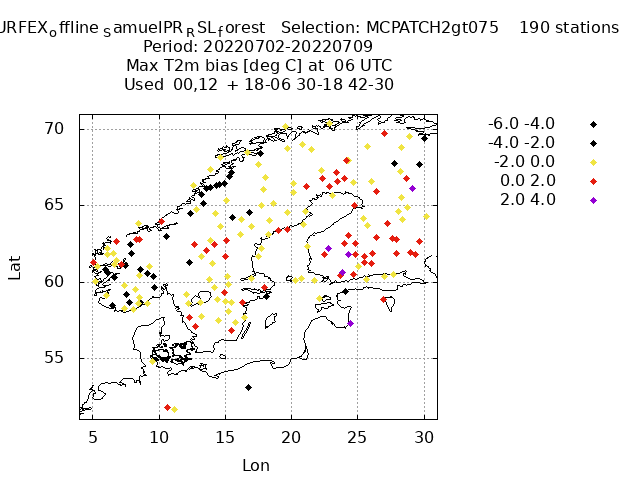 URFEXoffline SamuelPRRSLforest Selection: MCPATCH2gt075 190 stations
Period: 20220702-20220709
Max T2m bias [deg C] at 06 UTC
Used 00,12 + 18-06 30-18 42-30
-6.0 -4.0
-4.0 -2.0
-2.0 0.0
0.0 2.0
2.0 4.0
70
65
60
55
Lat
5 10 15 20 25 30
Lon